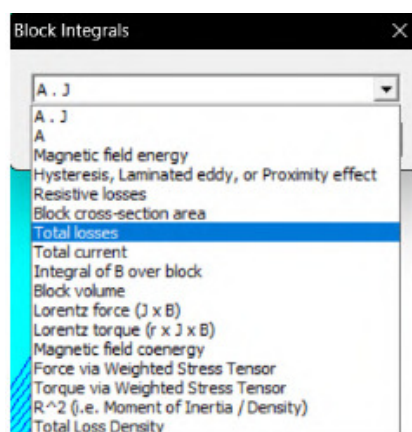 Block Integrals
A . J
A . J
A
Magnetic field energy
Hysteresis, Laminated eddy, or Proximity effect
Resistive losses
Block cross-section area
Total losses
Total current
Integral of B over block
Block volume
Lorentz force (J x B)
Lorentz torque (r x J x B)
Magnetic field coenergy
Force via Weighted Stress Tensor
Torque via Weighted Stress Tensor
R^2 (i.e. Moment of Inertia / Density)
Total Loss Density